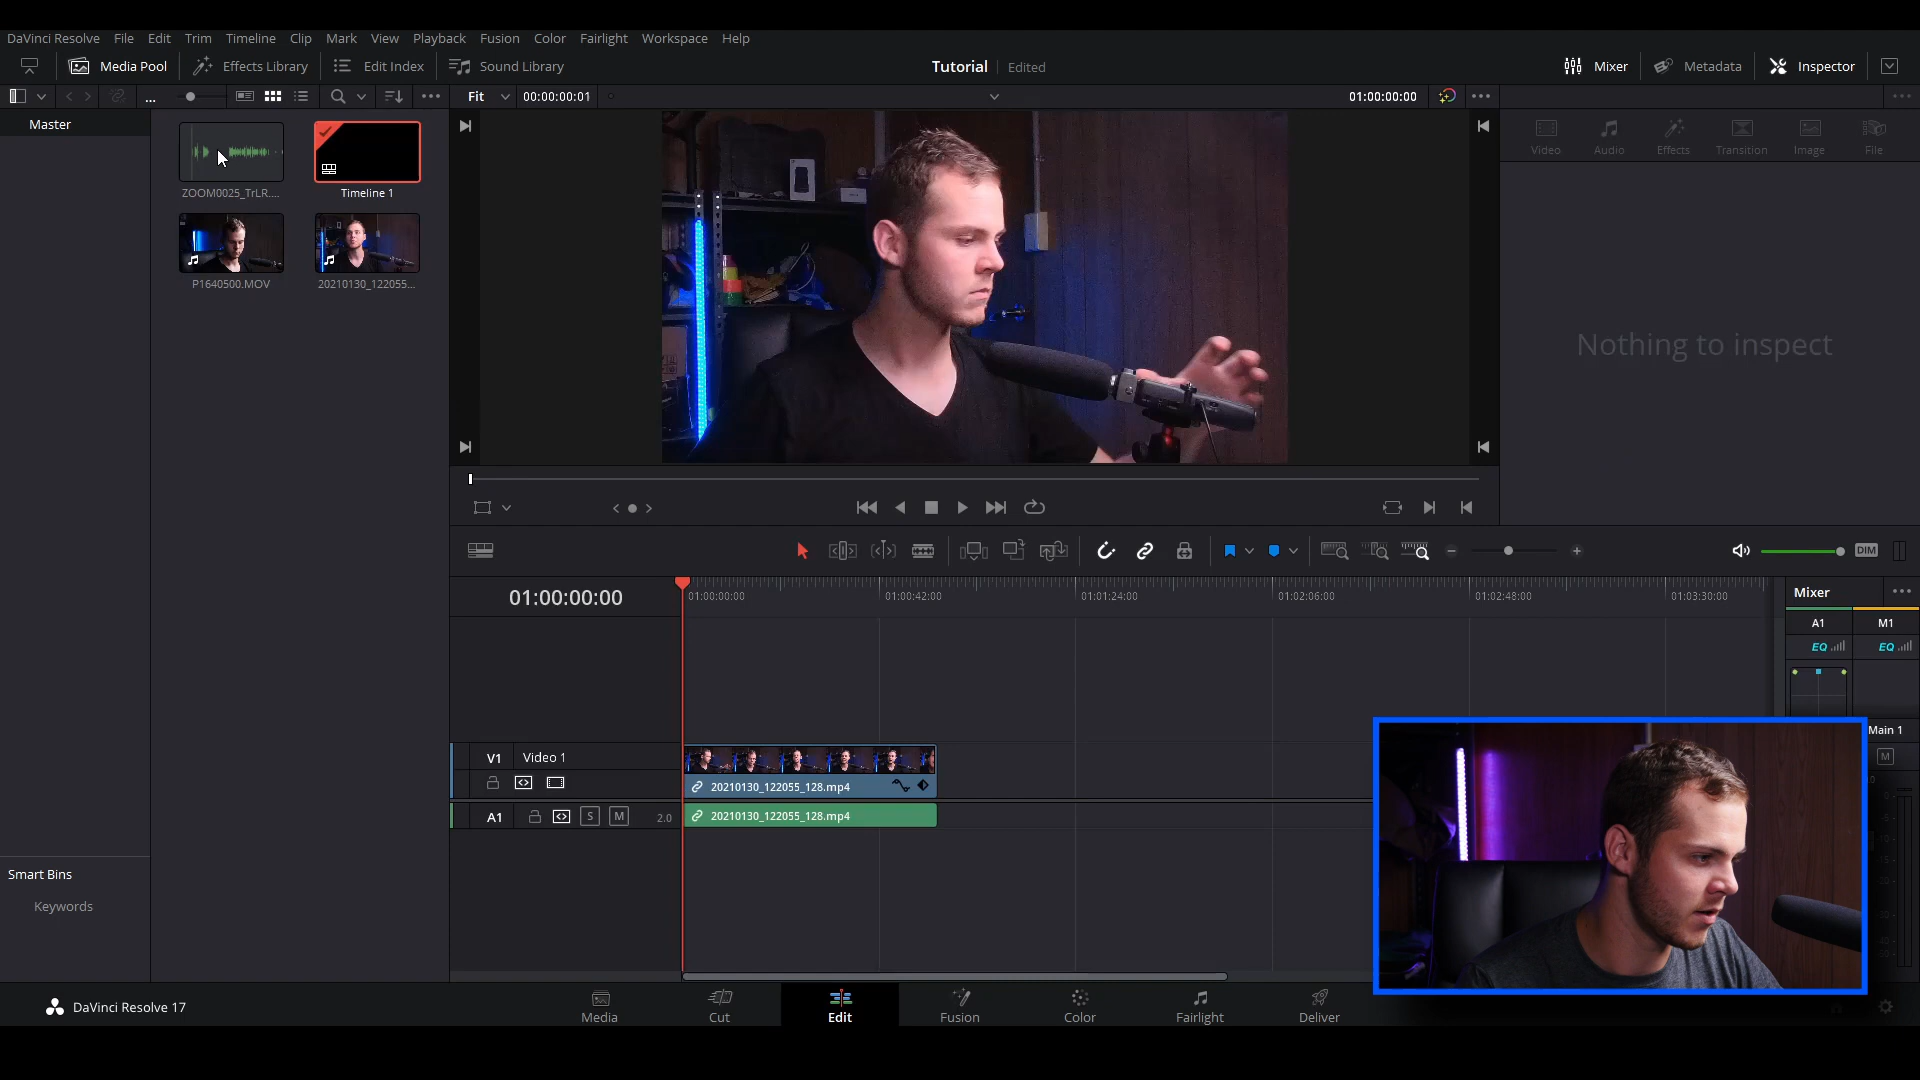 DaVinci Resolve File Edit Trim Timeline Clip Mark View Playback Fusion Color Fairlight Workspace Help
Media Pool Effects Library Edit Index Sound Library Tutorial Edited Mixer Metadata Inspector
... Fit 00:00:00:01 01:00:00:00
Master
Video Audio Effects Transition Image File
ZOOM0025_TrLR.... Timeline 1
P1640500.MOV 20210130_122055...
Nothing to inspect
DIM
01:00:00:00 01:00:00:00 01:00:42:00 01:01:24:00 01:02:06:00 01:02:48:00 01:03:30:00 Mixer
A1 M1
EQ EQ
Main 1
V1 Video 1
M
20210130_122055_128.mp4
A1 S M 2.0 20210130_122055_128.mp4
Smart Bins
Keywords
DaVinci Resolve 17
Media Cut Edit Fusion Color Fairlight Deliver